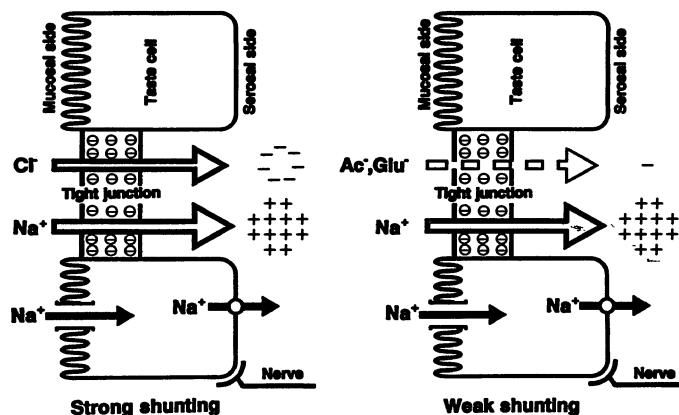 Mucosal side
Taste cell
Serosal side
Cl⁻
Tight junction
Na⁺
Na⁺
Na⁺
Nerve
Strong shunting
Mucosal side
Taste cell
Serosal side
Ac⁻,Glu⁻
Tight junction
Na⁺
Na⁺
Na⁺
Nerve
Weak shunting